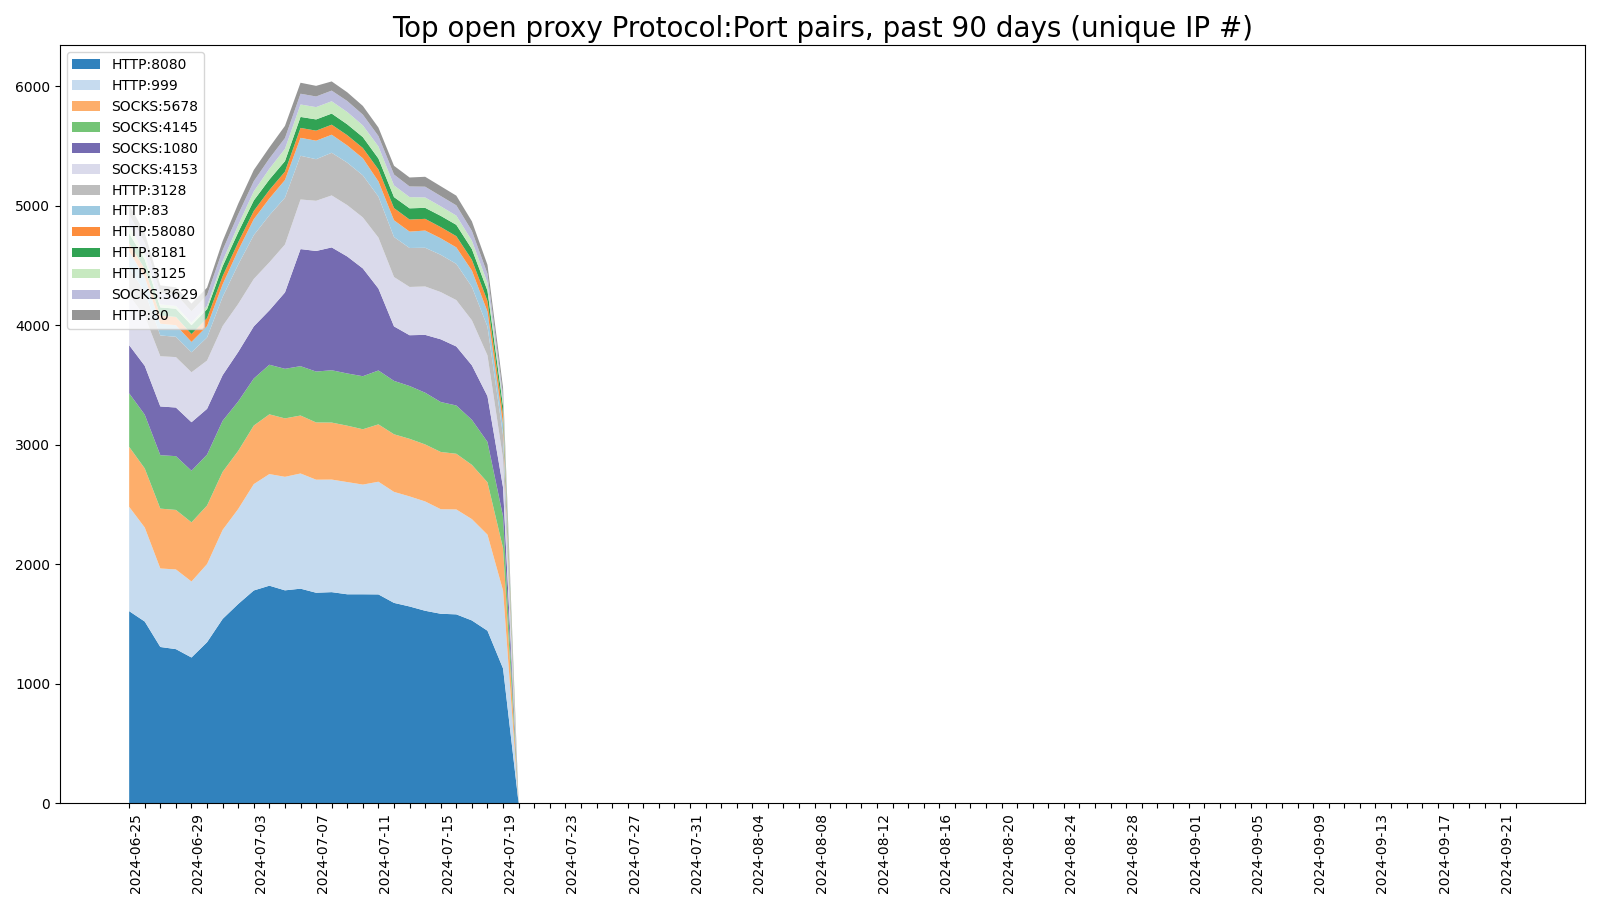 Top open proxy Protocol:Port pairs, past 90 days (unique IP #)
HTTP:8080
HTTP:999
SOCKS:5678
SOCKS:4145
SOCKS:1080
SOCKS:4153
HTTP:3128
HTTP:83
HTTP:58080
HTTP:8181
HTTP:3125
SOCKS:3629
HTTP:80
6000
5000
4000
3000
2000
1000
0
2024-06-25
2024-06-29
2024-07-03
2024-07-07
2024-07-11
2024-07-15
2024-07-19
2024-07-23
2024-07-27
2024-07-31
2024-08-04
2024-08-08
2024-08-12
2024-08-16
2024-08-20
2024-08-24
2024-08-28
2024-09-01
2024-09-05
2024-09-09
2024-09-13
2024-09-17
2024-09-21